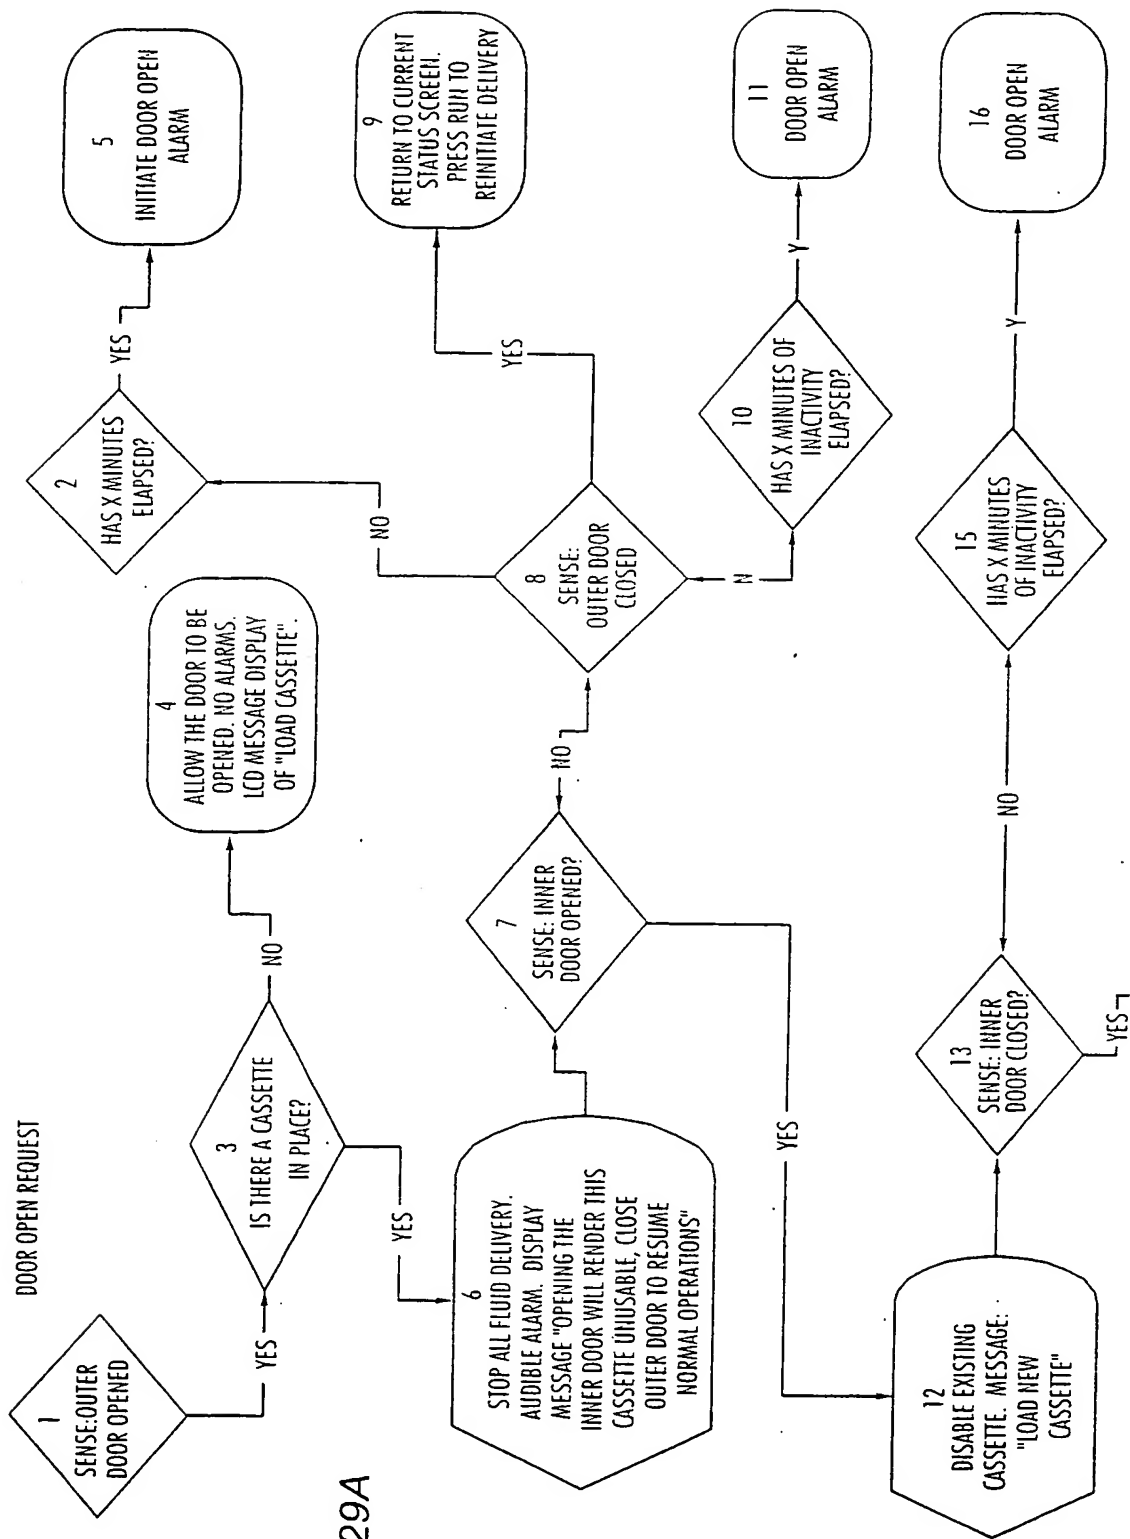 DOOR OPEN REQUEST
1
SENSE:OUTER
DOOR OPENED
YES
3
IS THERE A CASSETTE
IN PLACE?
NO
4
ALLOW THE DOOR TO BE
OPENED. NO ALARMS.
LCD MESSAGE DISPLAY
OF "LOAD CASSETTE".
2
HAS X MINUTES
ELAPSED?
YES
5
INITIATE DOOR OPEN
ALARM
YES
6
STOP ALL FLUID DELIVERY.
AUDIBLE ALARM. DISPLAY
MESSAGE "OPENING THE
INNER DOOR WILL RENDER THIS
CASSETTE UNUSABLE, CLOSE
OUTER DOOR TO RESUME
NORMAL OPERATIONS"
7
SENSE: INNER
DOOR OPENED?
NO
8
SENSE:
OUTER DOOR
CLOSED
NO
YES
9
RETURN TO CURRENT
STATUS SCREEN.
PRESS RUN TO
REINITIATE DELIVERY
N
10
HAS X MINUTES OF
INACTIVITY
ELAPSED?
Y
11
DOOR OPEN
ALARM
YES
12
DISABLE EXISTING
CASSETTE. MESSAGE:
"LOAD NEW
CASSETTE"
13
SENSE: INNER
DOOR CLOSED?
YES
NO
15
HAS X MINUTES
OF INACTIVITY
ELAPSED?
Y
16
DOOR OPEN
ALARM
29A